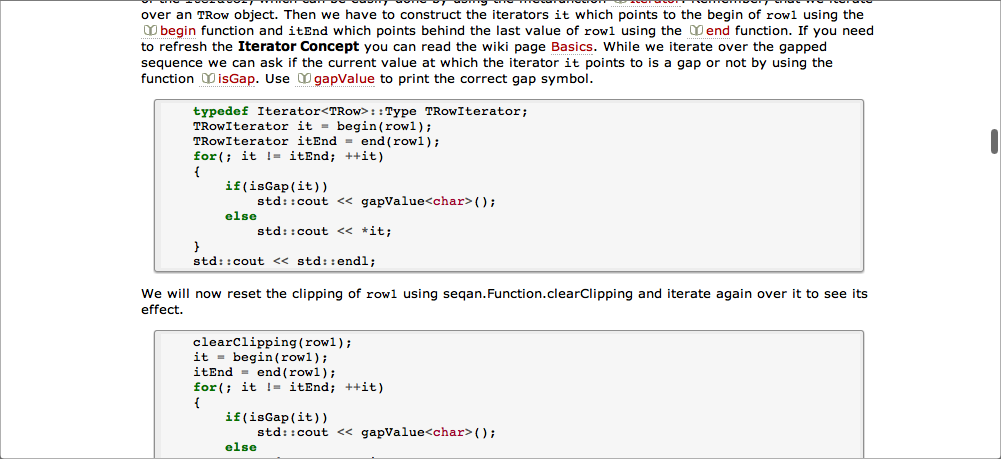 over an TRow object. Then we have to construct the iterators it which points to the begin of row1 using the
begin function and itEnd which points behind the last value of row1 using the end function. If you need
to refresh the Iterator Concept you can read the wiki page Basics. While we iterate over the gapped
sequence we can ask if the current value at which the iterator it points to is a gap or not by using the
function isGap. Use gapValue to print the correct gap symbol.
typedef Iterator<TRow>::Type TRowIterator;
TRowIterator it = begin(row1);
TRowIterator itEnd = end(row1);
for(; it != itEnd; ++it)
{
if(isGap(it))
std::cout << gapValue<char>();
else
std::cout << *it;
}
std::cout << std::endl;
We will now reset the clipping of row1 using seqan.Function.clearClipping and iterate again over it to see its
effect.
clearClipping(row1);
it = begin(row1);
itEnd = end(row1);
for(; it != itEnd; ++it)
{
if(isGap(it))
std::cout << gapValue<char>();
else